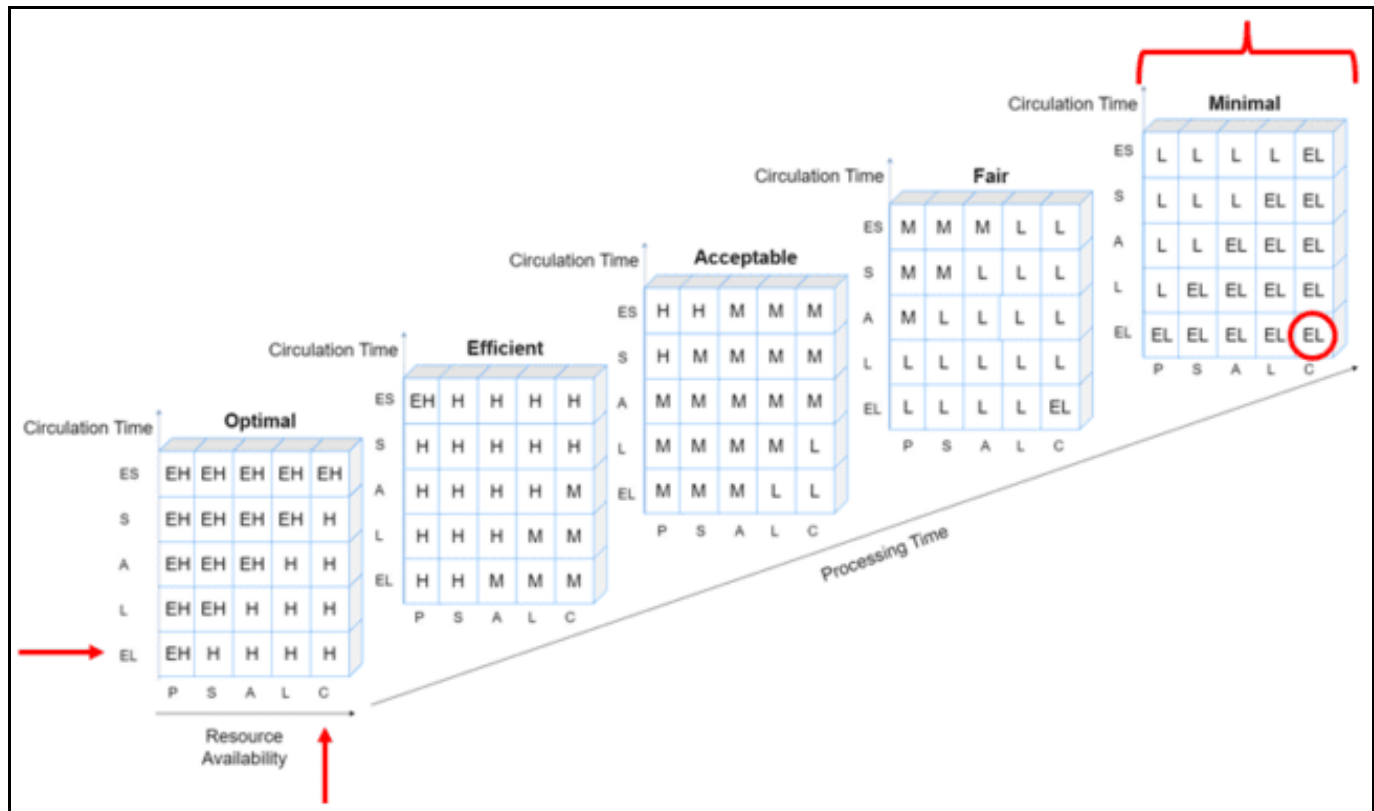 Circulation Time Minimal
ES L L L L EL
S L L L EL EL
A L L EL EL EL
L L EL EL EL EL
EL EL EL EL EL EL
P S A L C
Circulation Time Fair
ES M M M L L
S M M L L L
A M L L L L
L L L L L L
EL L L L L EL
P S A L C
Circulation Time Acceptable
ES H H M M M
S H M M M M
A M M M M M
L M M M M L
EL M M M L L
P S A L C
Circulation Time Efficient
ES EH H H H H
S H H H H H
A H H H H M
L H H H M M
EL H H M M M
P S A L C
Circulation Time Optimal
ES EH EH EH EH EH
S EH EH EH EH H
A EH EH EH H H
L EH EH H H H
EL EH H H H H
P S A L C
Resource
Availability
Processing Time